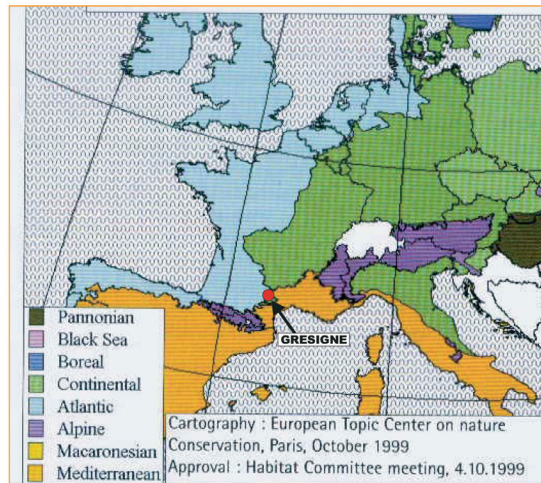 GRESIGNE
Pannonian
Black Sea
Boreal
Continental
Atlantic
Alpine
Macaronesian
Mediterranean
Cartography : European Topic Center on nature
Conservation, Paris, October 1999
Approval : Habitat Committee meeting, 4.10.1999